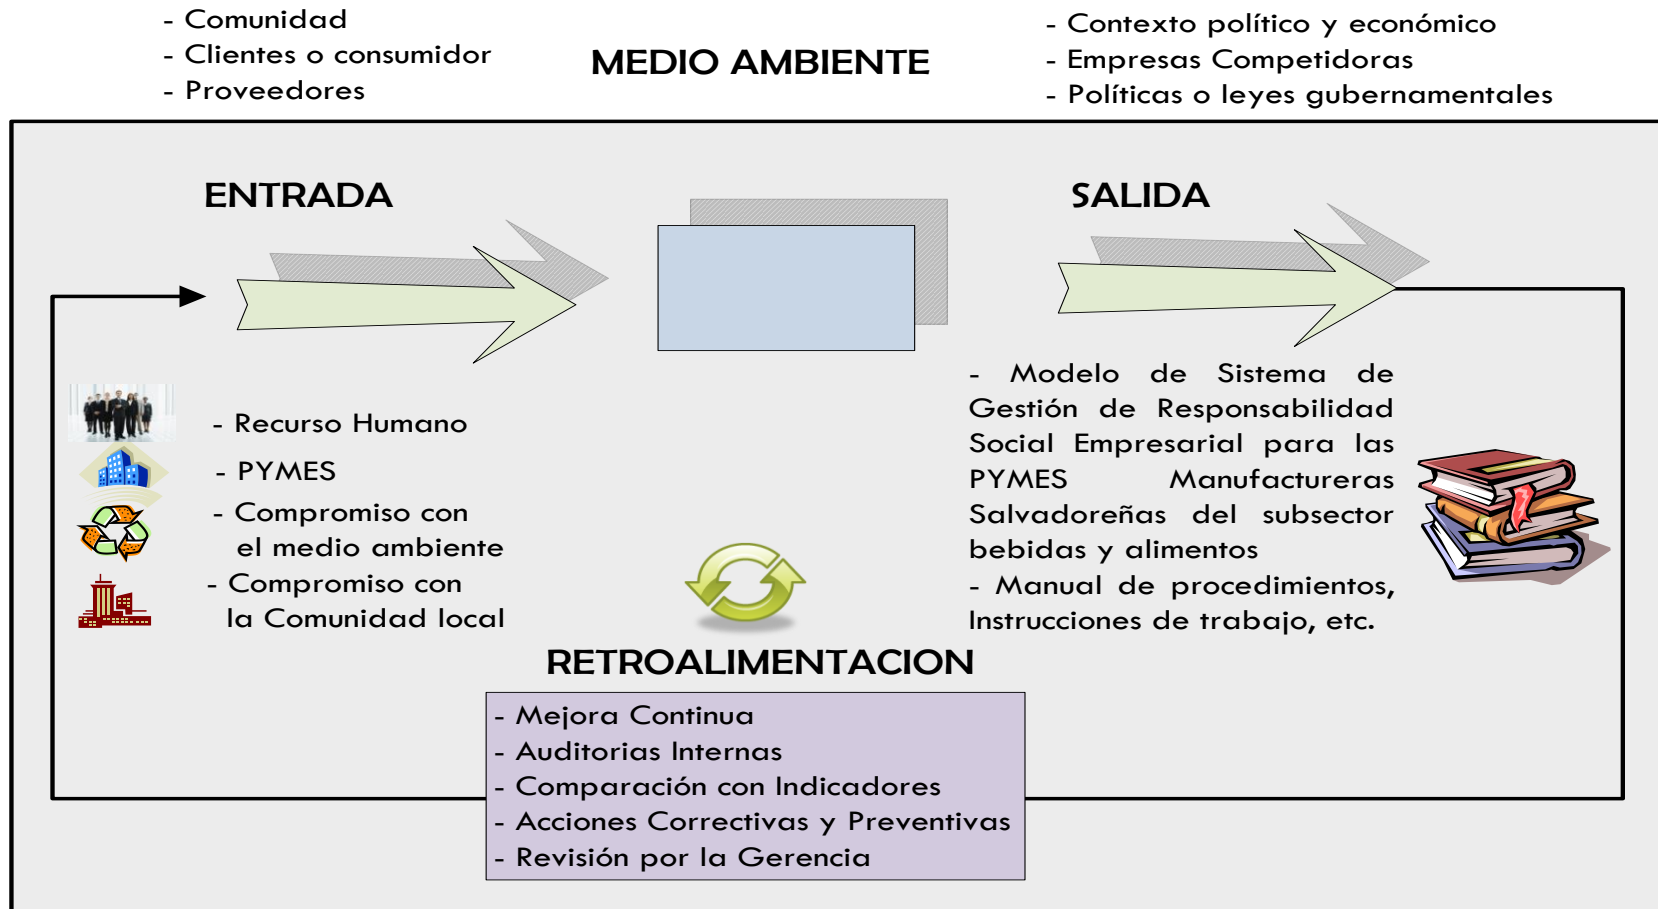 - Comunidad
- Clientes o consumidor
- Proveedores
MEDIO AMBIENTE
- Contexto político y económico
- Empresas Competidoras
- Políticas o leyes gubernamentales
ENTRADA
SALIDA
- Recurso Humano
- PYMES
- Compromiso con
el medio ambiente
- Compromiso con
la Comunidad local
- Modelo de Sistema de
Gestión de Responsabilidad
Social Empresarial para las
PYMES Manufactureras
Salvadoreñas del subsector
bebidas y alimentos
- Manual de procedimientos,
Instrucciones de trabajo, etc.
RETROALIMENTACION
- Mejora Continua
- Auditorias Internas
- Comparación con Indicadores
- Acciones Correctivas y Preventivas
- Revisión por la Gerencia